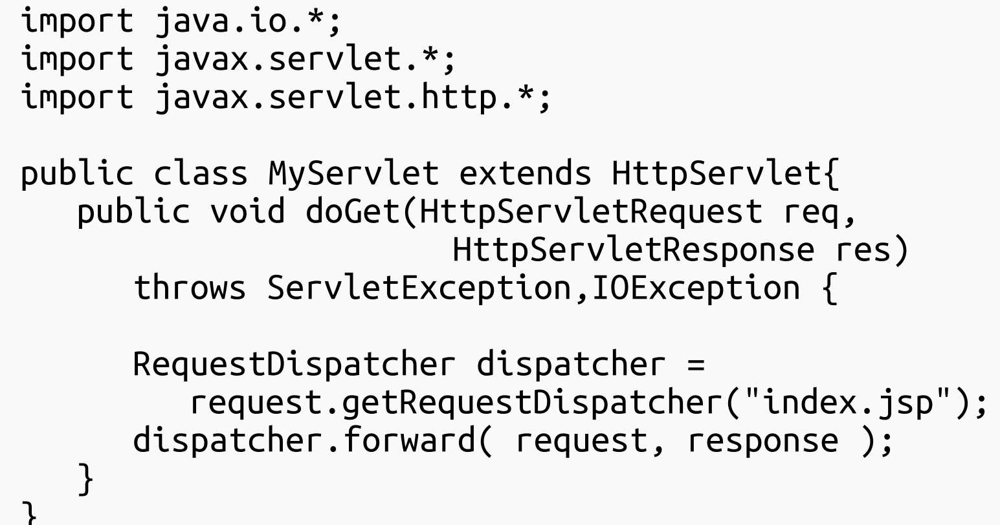 import java.io.*;
import javax.servlet.*;
import javax.servlet.http.*;

public class MyServlet extends HttpServlet{
   public void doGet(HttpServletRequest req,
                       HttpServletResponse res)
      throws ServletException,IOException {

      RequestDispatcher dispatcher =
         request.getRequestDispatcher("index.jsp");
      dispatcher.forward( request, response );
   }
}